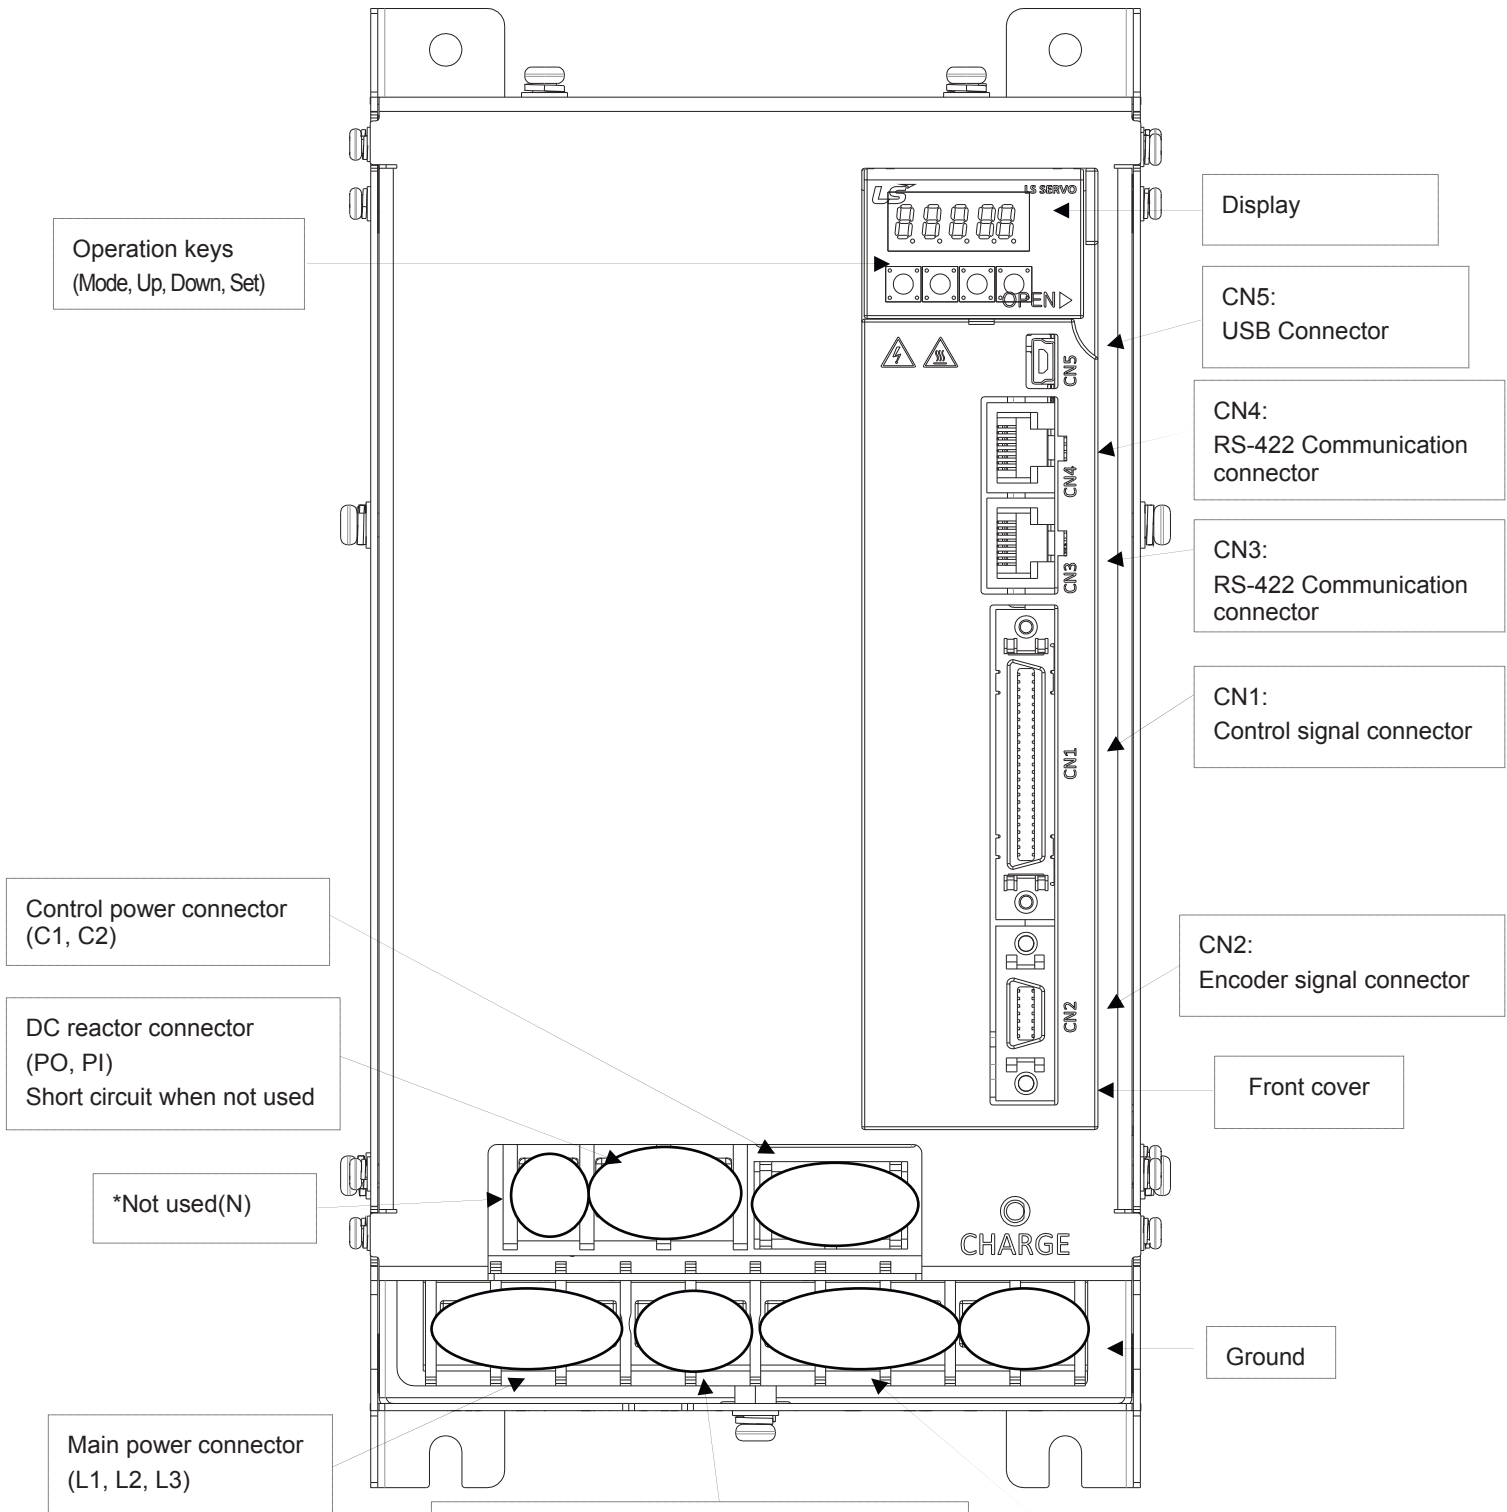 LS
LS SERVO
88888
OPEN
Display
Operation keys
(Mode, Up, Down, Set)
CN5:
USB Connector
CN5
CN4:
RS-422 Communication
connector
CN4
CN3:
RS-422 Communication
connector
CN3
CN1:
Control signal connector
CN1
Control power connector
(C1, C2)
CN2:
Encoder signal connector
CN2
DC reactor connector
(PO, PI)
Short circuit when not used
Front cover
*Not used(N)
CHARGE
Ground
Main power connector
(L1, L2, L3)